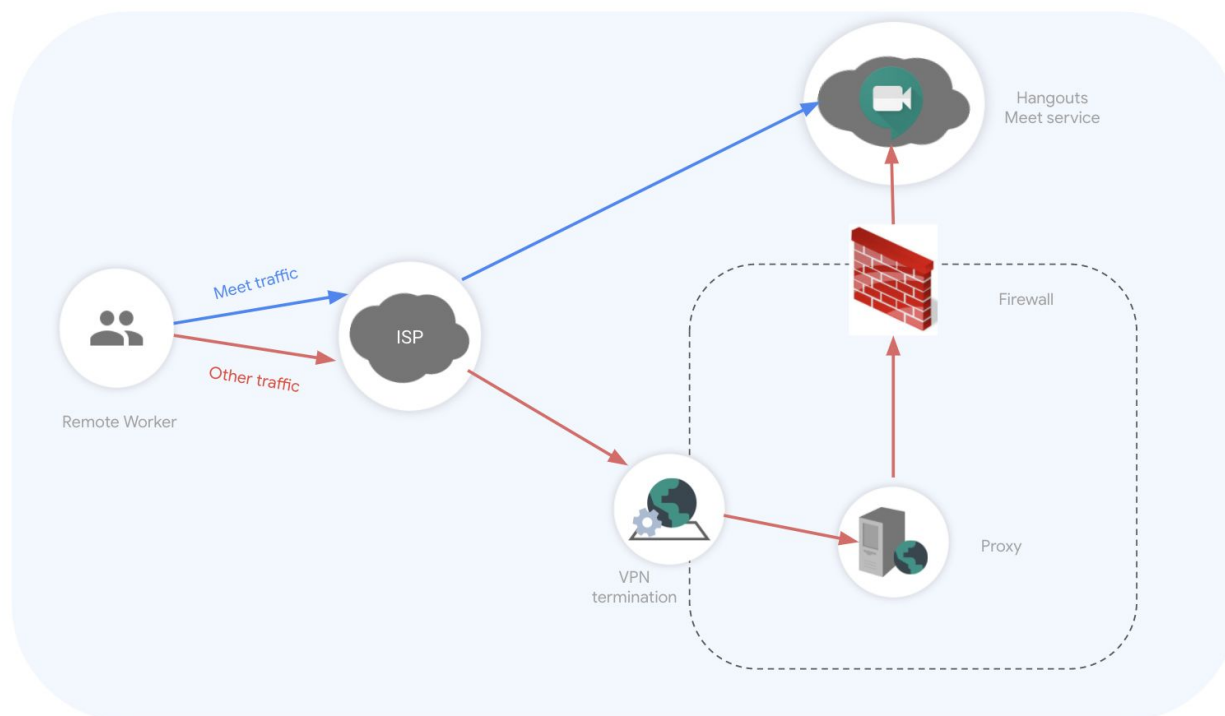 Hangouts
Meet service
Meet traffic
Firewall
ISP
Other traffic
Remote Worker
Proxy
VPN
termination